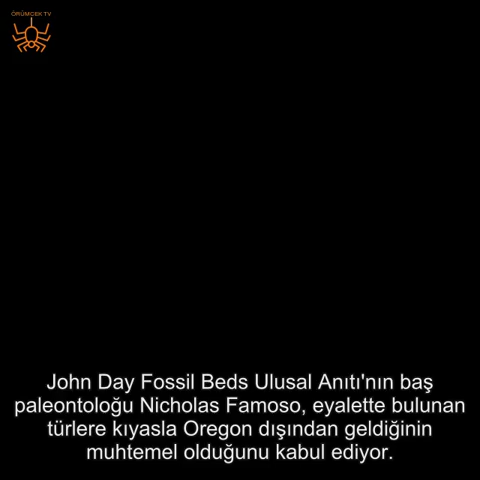 ÖRÜMCEK TV
John Day Fossil Beds Ulusal Anıtı'nın baş
paleontoloğu Nicholas Famoso, eyalette bulunan
türlere kıyasla Oregon dışından geldiğinin
muhtemel olduğunu kabul ediyor.